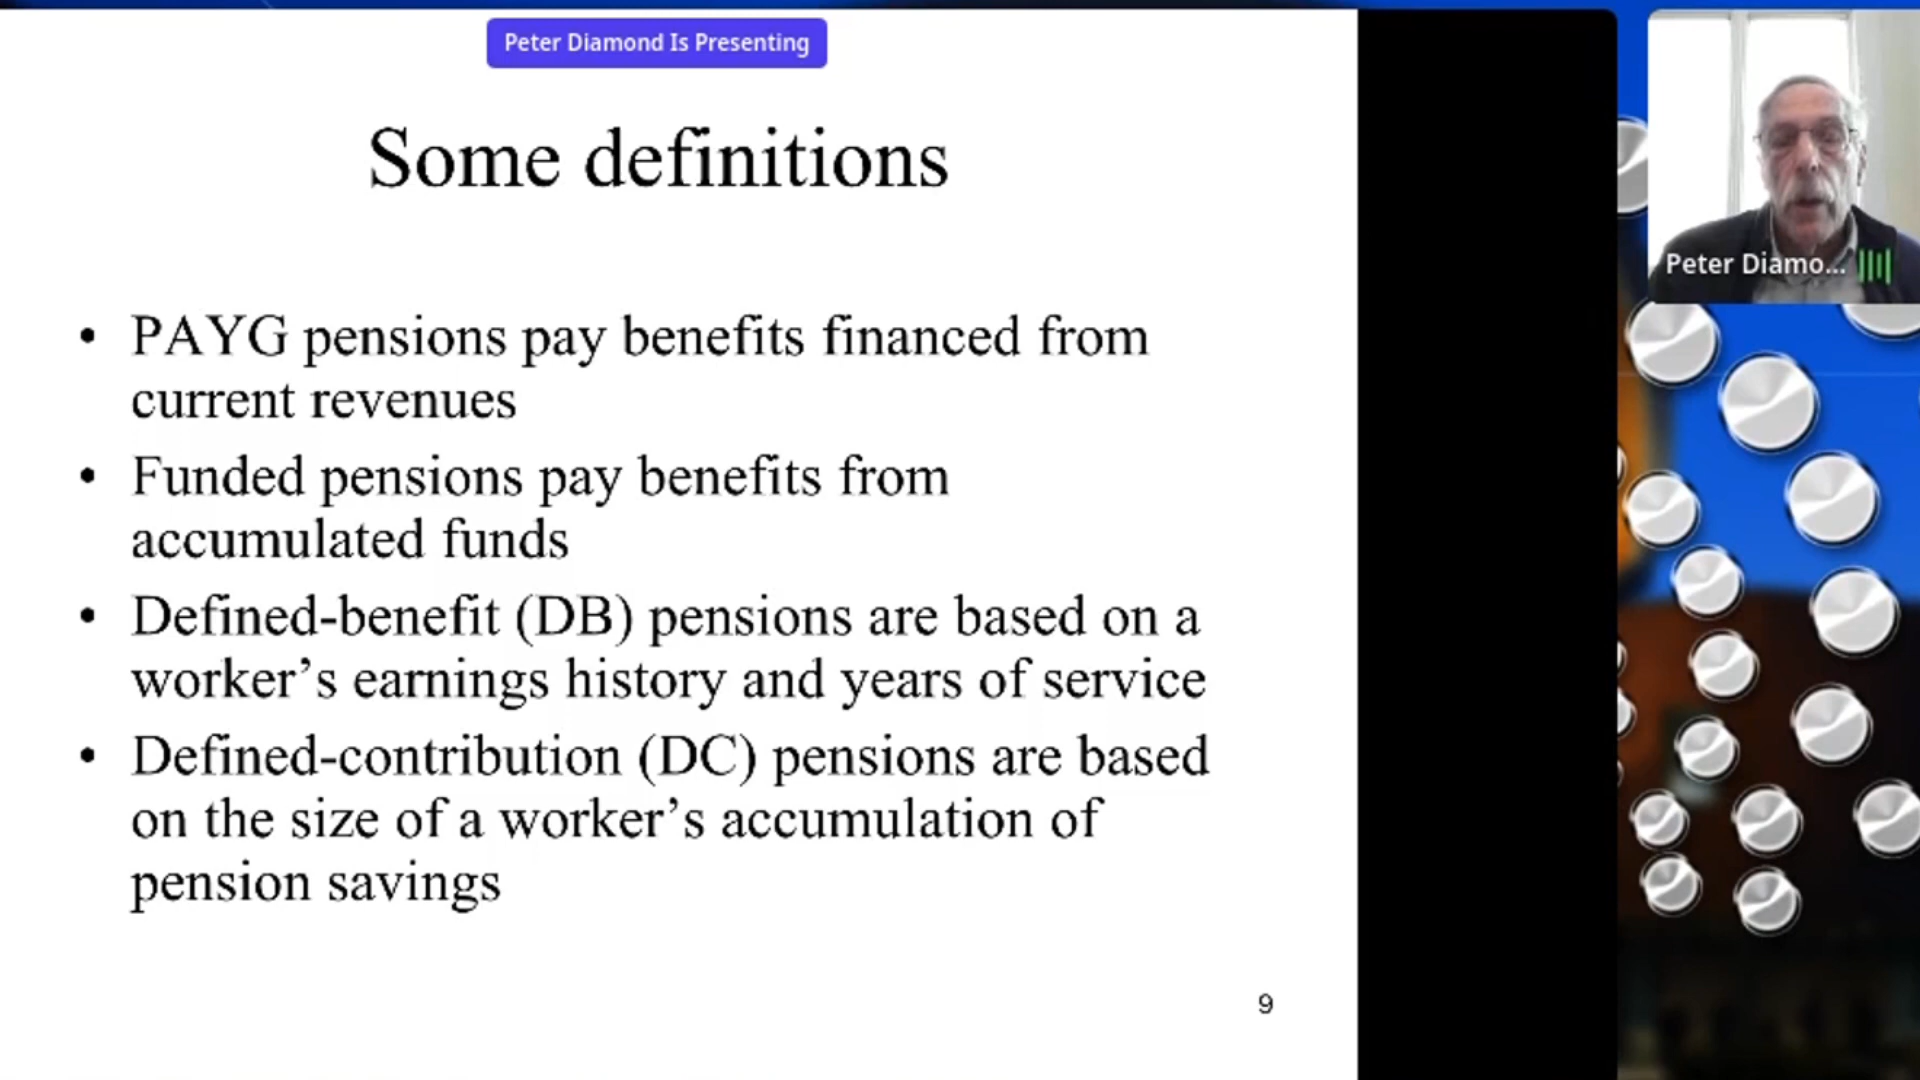 Peter Diamond Is Presenting
Some definitions
• PAYG pensions pay benefits financed from
current revenues
• Funded pensions pay benefits from
accumulated funds
• Defined-benefit (DB) pensions are based on a
worker’s earnings history and years of service
• Defined-contribution (DC) pensions are based
on the size of a worker’s accumulation of
pension savings
9
Peter Diamo...